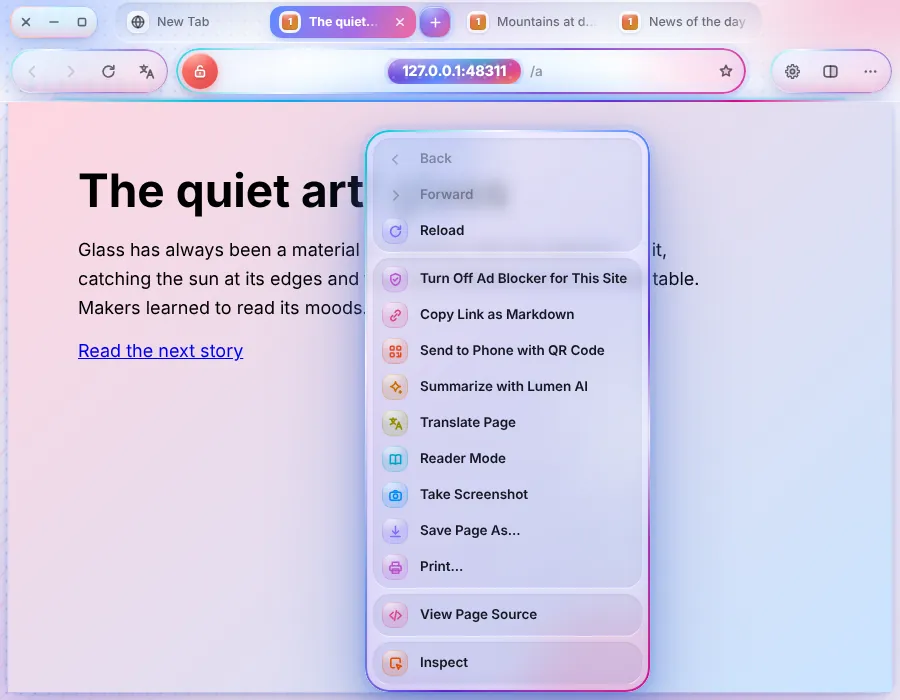 New Tab
1 The quiet...
1 Mountains at d...
1 News of the day
127.0.0.1:48311 /a
The quiet art
Glass has always been a material it,
catching the sun at its edges and table.
Makers learned to read its moods.
Read the next story
Back
Forward
Reload
Turn Off Ad Blocker for This Site
Copy Link as Markdown
Send to Phone with QR Code
Summarize with Lumen AI
Translate Page
Reader Mode
Take Screenshot
Save Page As...
Print...
View Page Source
Inspect